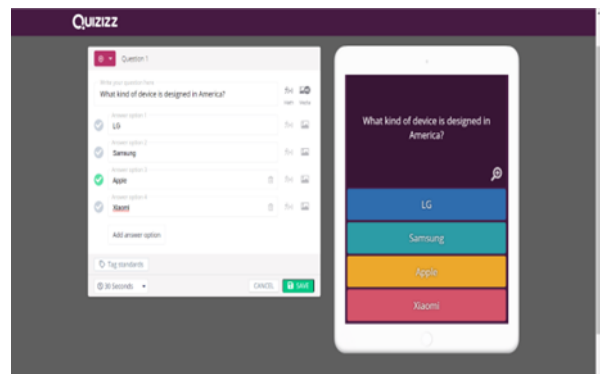 Quizizz
Question 1
Write your question here
What kind of device is designed in America?
Math Media
Answer option 1
LG
Answer option 2
Samsung
Answer option 3
Apple
Answer option 4
Xiaomi
Add answer option
Tag standards
30 Seconds
CANCEL
SAVE
What kind of device is designed in
America?
LG
Samsung
Apple
Xiaomi